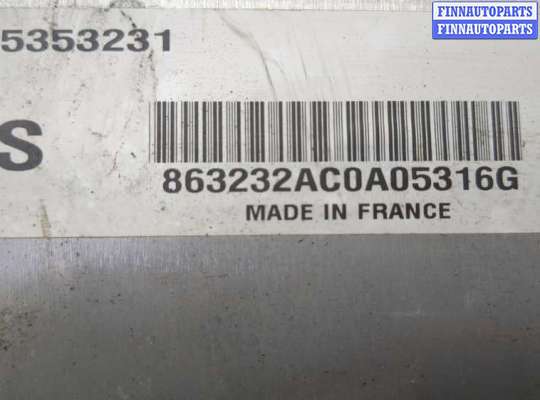 FINNAUTOPARTS
FINNAUTOPARTS
5353231
S
863232AC0A05316G
MADE IN FRANCE